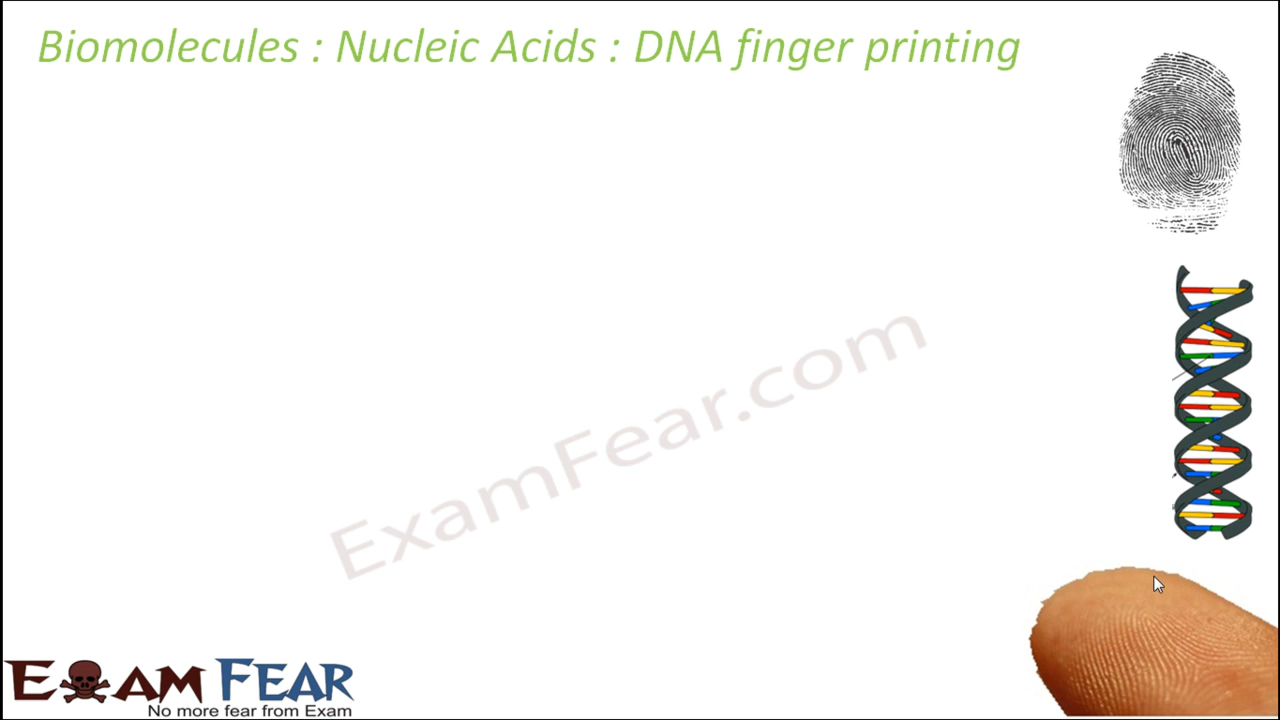 Biomolecules : Nucleic Acids : DNA finger printing
ExamFear.com
EXAM FEAR
No more fear from Exam